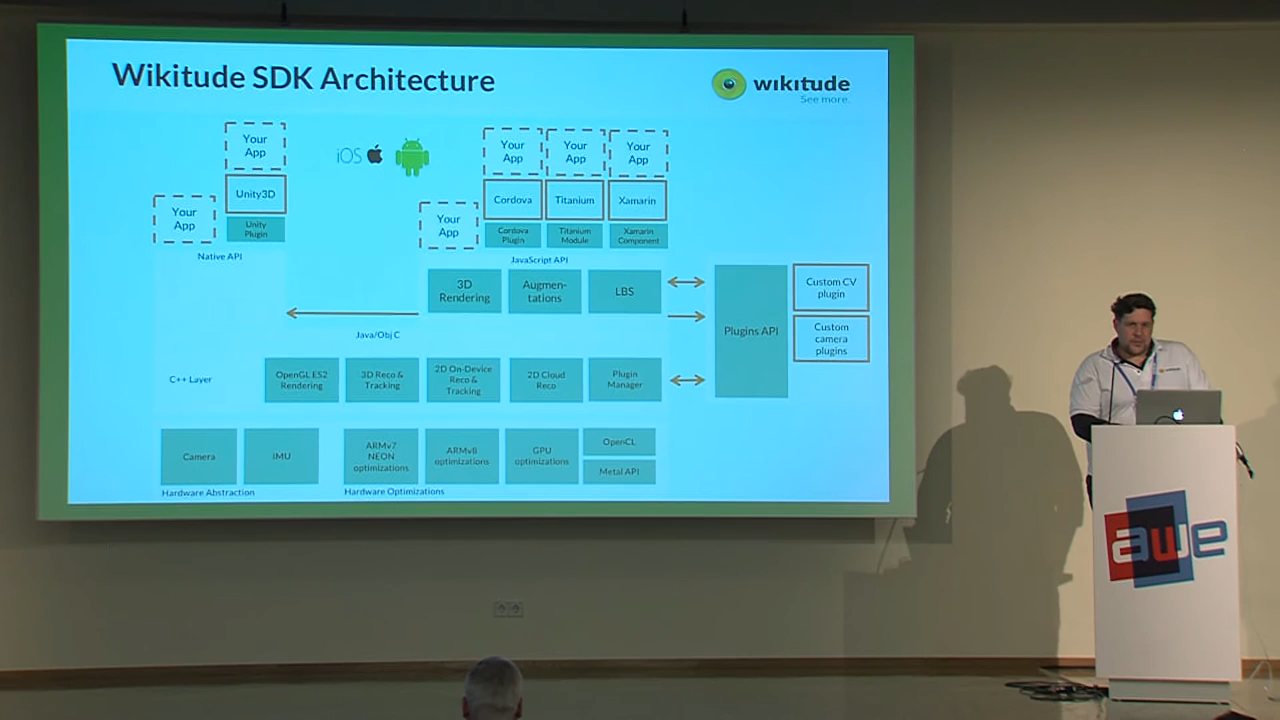 Wikitude SDK Architecture
wikitude
See more.
Your
App
iOS
Your
App
Your
App
Your
App
Unity3D
Cordova
Titanium
Xamarin
Your
App
Your
App
Unity
Plugin
Cordova
Plugin
Titanium
Module
Xamarin
Component
Native API
JavaScript API
3D
Rendering
Augmen-
tations
LBS
Plugins API
Custom CV
plugin
Custom
camera
plugins
Java/Obj C
C++ Layer
OpenGL ES2
Rendering
3D Reco &
Tracking
2D On-Device
Reco &
Tracking
2D Cloud
Reco
Plugin
Manager
Camera
IMU
ARMv7
NEON
optimizations
ARMv8
optimizations
GPU
optimizations
OpenCL
Metal API
Hardware Abstraction
Hardware Optimizations
awe